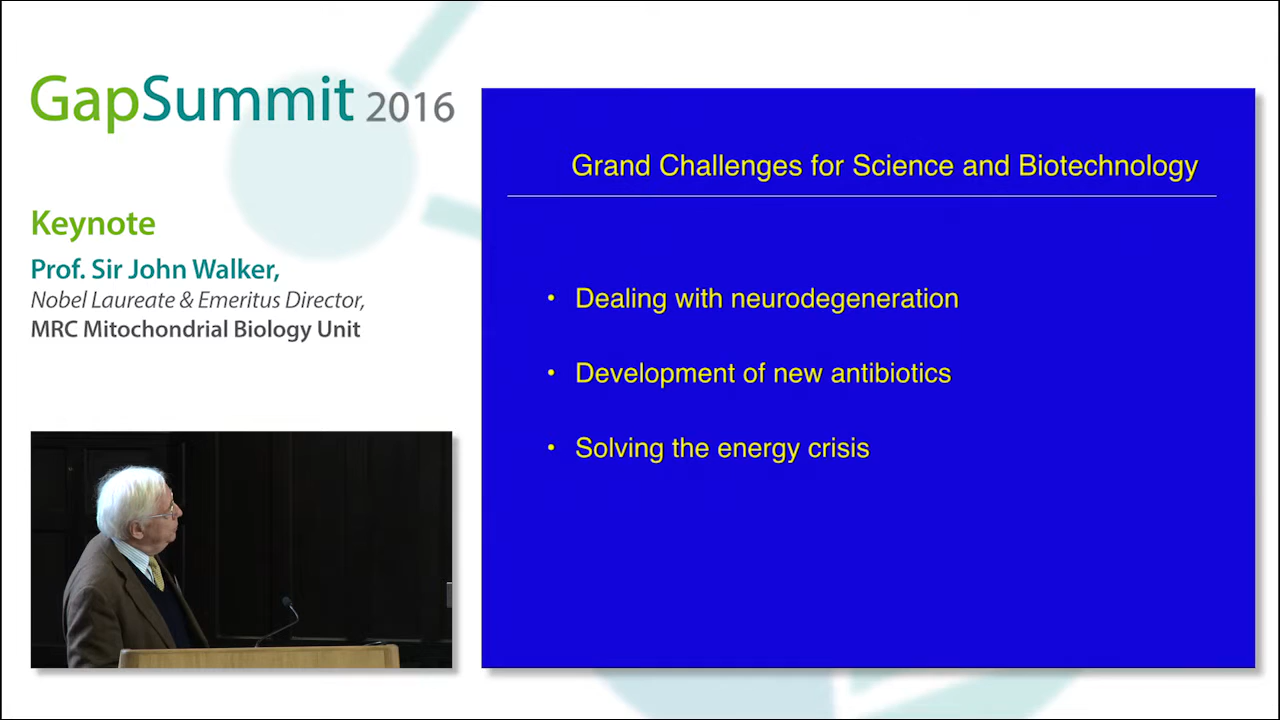 GapSummit 2016
Keynote
Prof. Sir John Walker,
Nobel Laureate & Emeritus Director,
MRC Mitochondrial Biology Unit
Grand Challenges for Science and Biotechnology
• Dealing with neurodegeneration
• Development of new antibiotics
• Solving the energy crisis